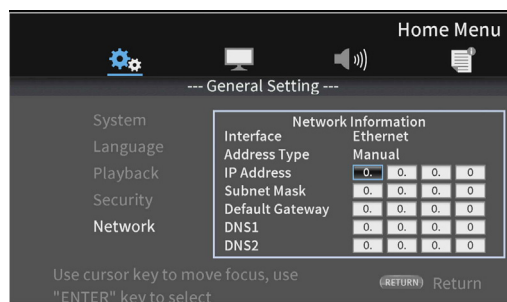 Home Menu
--- General Setting ---
System
Language
Playback
Security
Network
Network Information
Interface Ethernet
Address Type Manual
IP Address 0. 0. 0. 0
Subnet Mask 0. 0. 0. 0
Default Gateway 0. 0. 0. 0
DNS1 0. 0. 0. 0
DNS2 0. 0. 0. 0
Use cursor key to move focus, use
"ENTER" key to select
RETURN Return